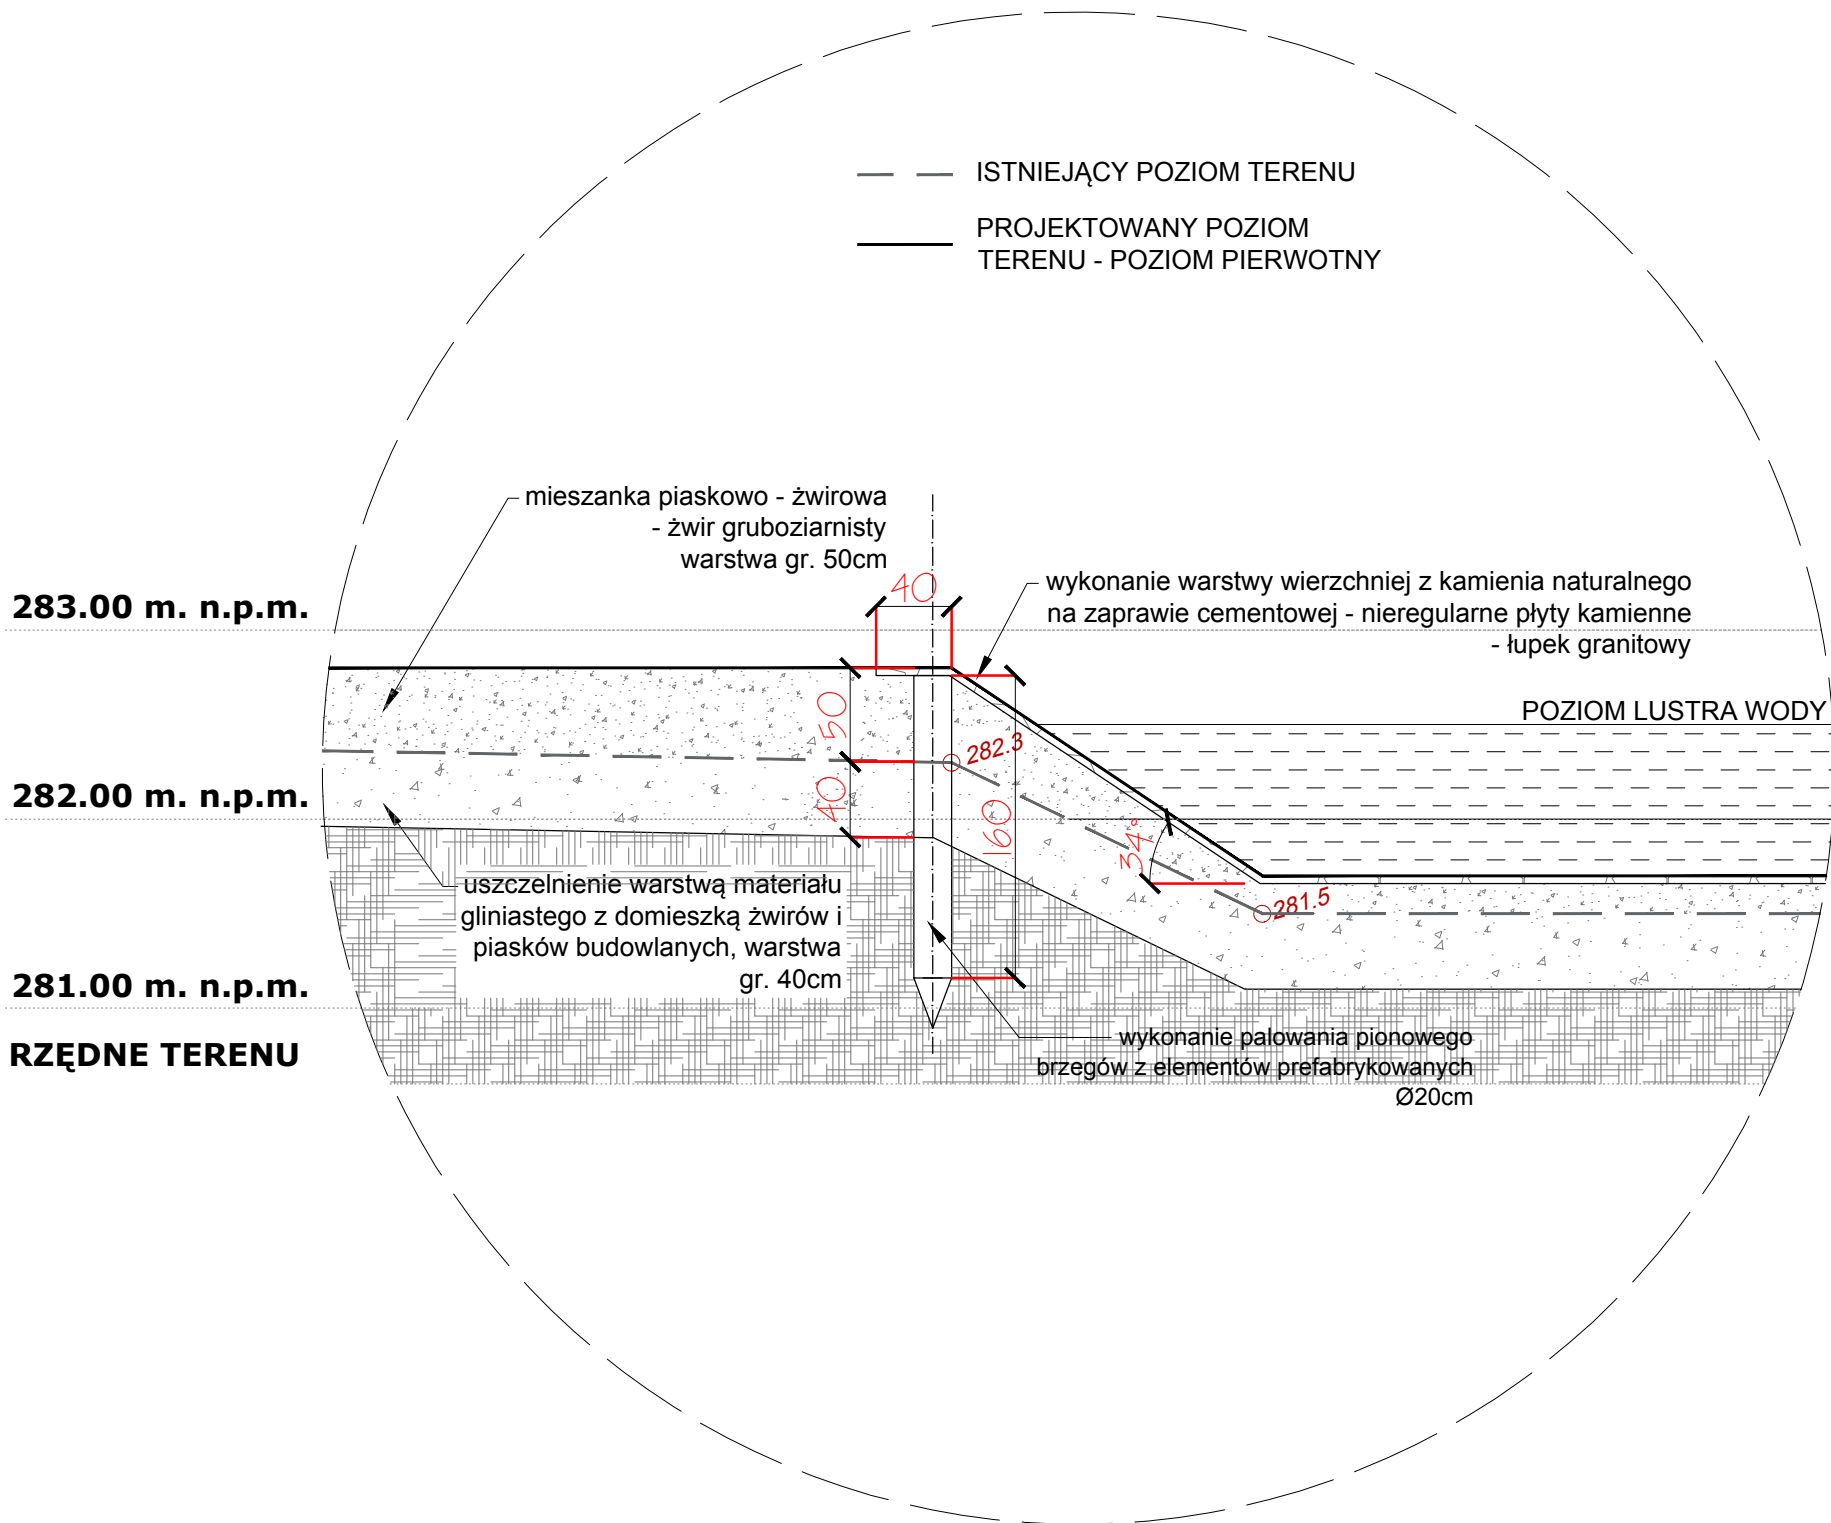 ISTNIEJĄCY POZIOM TERENU
PROJEKTOWANY POZIOM
TERENU - POZIOM PIERWOTNY
mieszanka piaskowo - żwirowa
- żwir gruboziarnisty
warstwa gr. 50cm
40
wykonanie warstwy wierzchniej z kamienia naturalnego
na zaprawie cementowej - nieregularne płyty kamienne
- łupek granitowy
283.00 m. n.p.m.
POZIOM LUSTRA WODY
50
282.3
282.00 m. n.p.m.
40
160
34°
uszczelnienie warstwą materiału
gliniastego z domieszką żwirów i
piasków budowlanych, warstwa
gr. 40cm
281.5
281.00 m. n.p.m.
RZĘDNE TERENU
wykonanie palowania pionowego
brzegów z elementów prefabrykowanych
Ø20cm